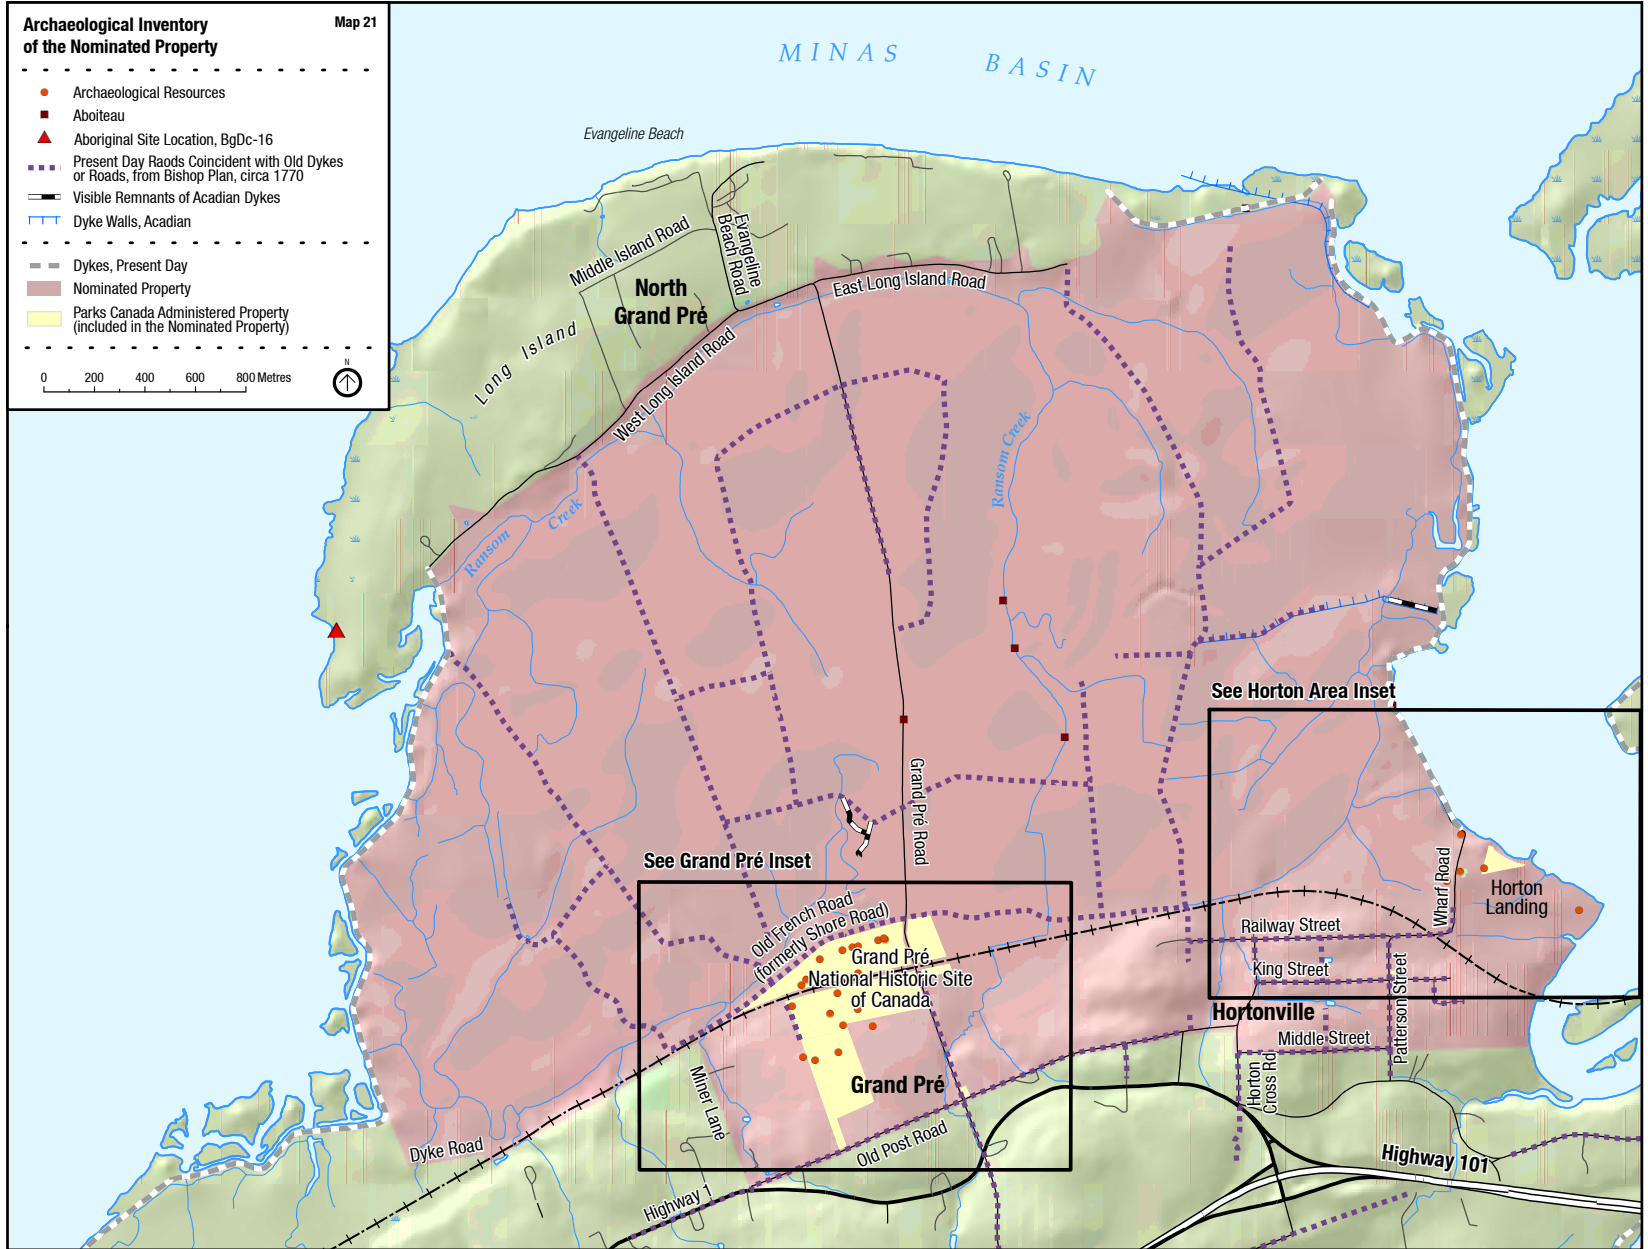 Archaeological Inventory
of the Nominated Property
Map 21
Archaeological Resources
Aboiteau
Aboriginal Site Location, BgDc-16
Present Day Raods Coincident with Old Dykes
or Roads, from Bishop Plan, circa 1770
Visible Remnants of Acadian Dykes
Dyke Walls, Acadian
Dykes, Present Day
Nominated Property
Parks Canada Administered Property
(included in the Nominated Property)
0 200 400 600 800 Metres
N
MINAS BASIN
Evangeline Beach
Middle Island Road
Evangeline
Beach Road
North
Grand Pré
Long Island
East Long Island Road
West Long Island Road
Ransom Creek
Ransom Creek
See Horton Area Inset
Grand Pré Road
See Grand Pré Inset
Old French Road
(formerly Shore Road)
Wharf Road
Horton
Landing
Railway Street
Grand Pré
National Historic Site
of Canada
King Street
Patterson Street
Hortonville
Middle Street
Miner Lane
Grand Pré
Horton
Cross Rd
Dyke Road
Old Post Road
Highway 101
Highway 1